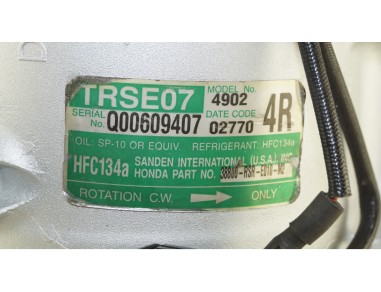 TRSE07 MODEL No. 4902 4R
SERIAL No. Q00609407 DATE CODE 02770
OIL: SP-10 OR EQUIV. REFRIGERANT: HFC134a
HFC134a SANDEN INTERNATIONAL (U.S.A.),
HONDA PART NO.
ROTATION C.W. ONLY